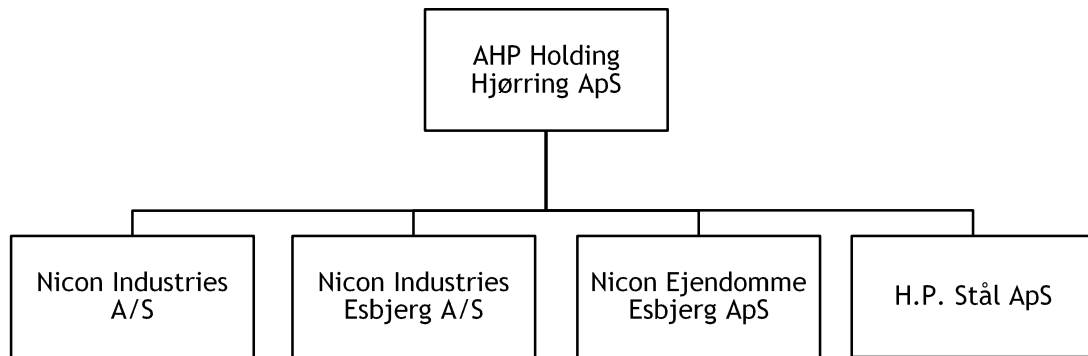 AHP Holding
Hjørring ApS
Nicon Industries
A/S
Nicon Industries
Esbjerg A/S
Nicon Ejendomme
Esbjerg ApS
H.P. Stål ApS